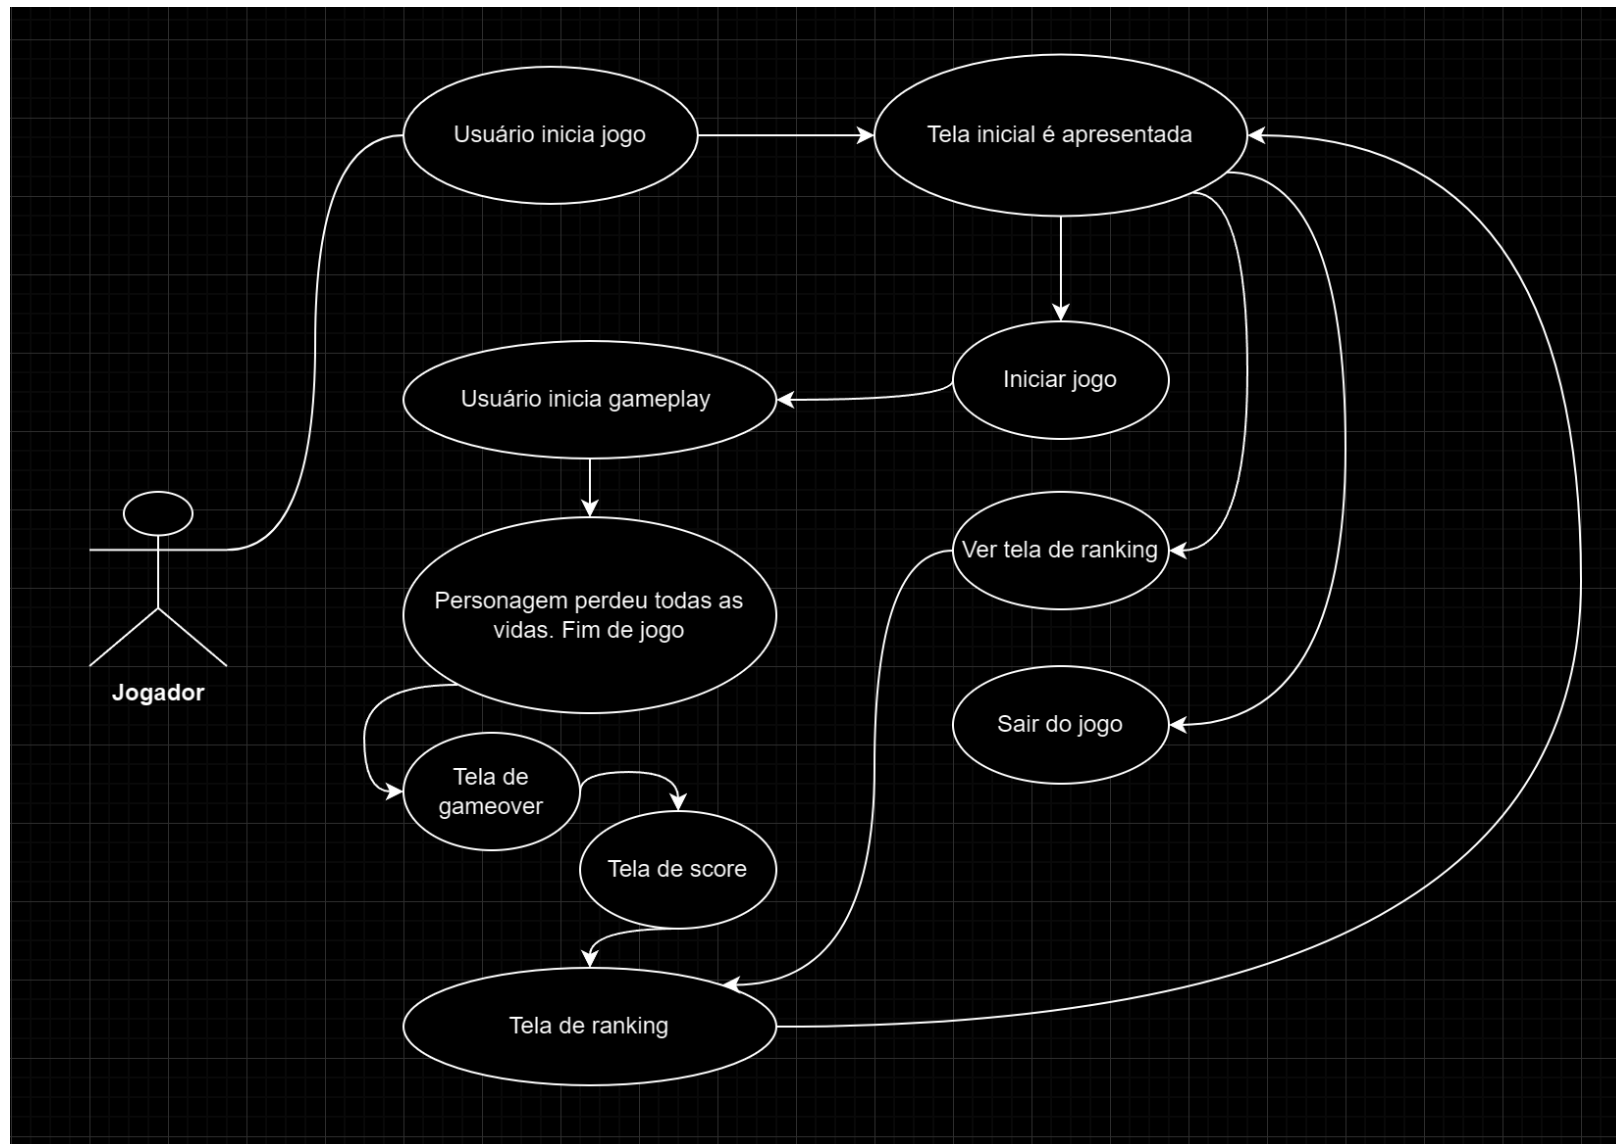 Usuário inicia jogo
Tela inicial é apresentada
Iniciar jogo
Usuário inicia gameplay
Ver tela de ranking
Personagem perdeu todas as
vidas. Fim de jogo
Jogador
Sair do jogo
Tela de
gameover
Tela de score
Tela de ranking